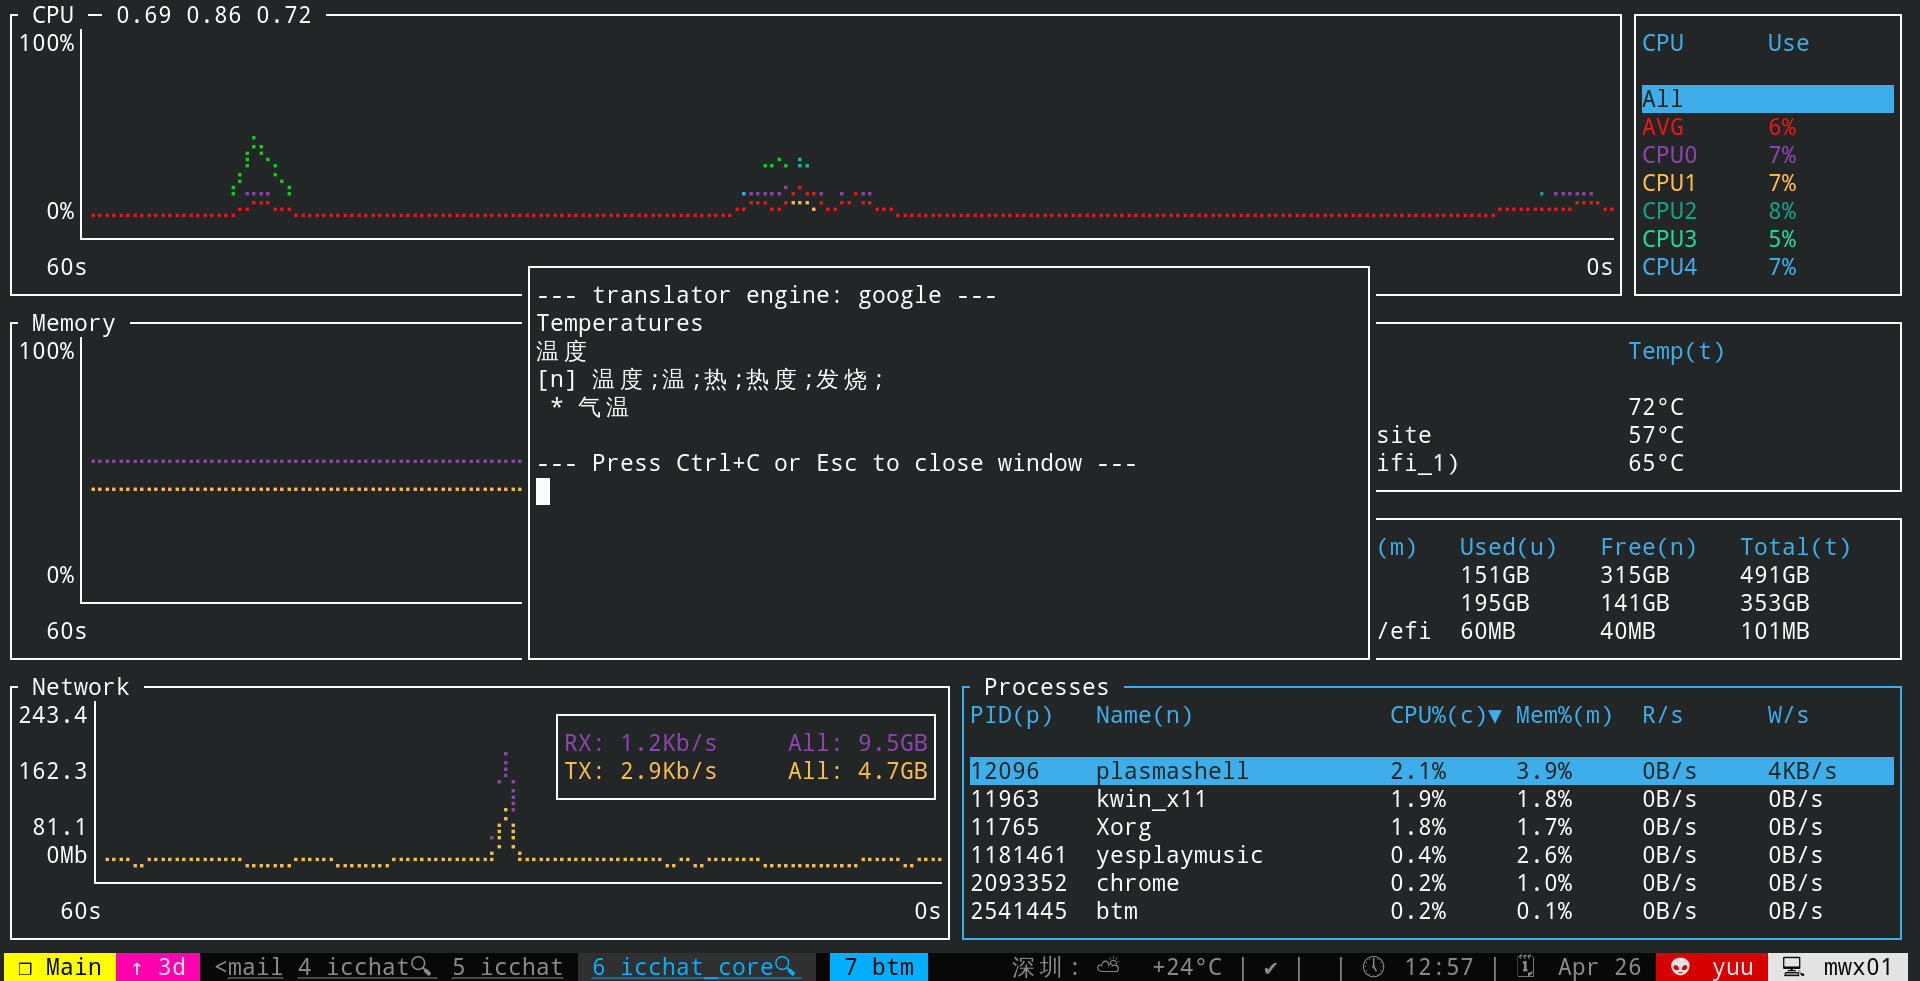 CPU — 0.69 0.86 0.72
100%
0%
60s 0s
CPU Use
All
AVG 6%
CPU0 7%
CPU1 7%
CPU2 8%
CPU3 5%
CPU4 7%
--- translator engine: google ---
Temperatures
温度
[n] 温度;温;热;热度;发烧;
* 气温
--- Press Ctrl+C or Esc to close window ---
Memory
100%
0%
60s
Temp(t)
72°C
site 57°C
ifi_1) 65°C
(m) Used(u) Free(n) Total(t)
151GB 315GB 491GB
195GB 141GB 353GB
/efi 60MB 40MB 101MB
Network
243.4
162.3
81.1
0Mb
60s 0s
RX: 1.2Kb/s All: 9.5GB
TX: 2.9Kb/s All: 4.7GB
Processes
PID(p) Name(n) CPU%(c)▼ Mem%(m) R/s W/s
12096 plasmashell 2.1% 3.9% 0B/s 4KB/s
11963 kwin_x11 1.9% 1.8% 0B/s 0B/s
11765 Xorg 1.8% 1.7% 0B/s 0B/s
1181461 yesplaymusic 0.4% 2.6% 0B/s 0B/s
2093352 chrome 0.2% 1.0% 0B/s 0B/s
2541445 btm 0.2% 0.1% 0B/s 0B/s
❐ Main ↑ 3d <mail 4 icchat🔍 5 icchat 6 icchat_core🔍 7 btm 深圳: ⛅ +24°C | ✔ | | 🕔 12:57 | 🗓 Apr 26 👽 yuu 💻 mwx01